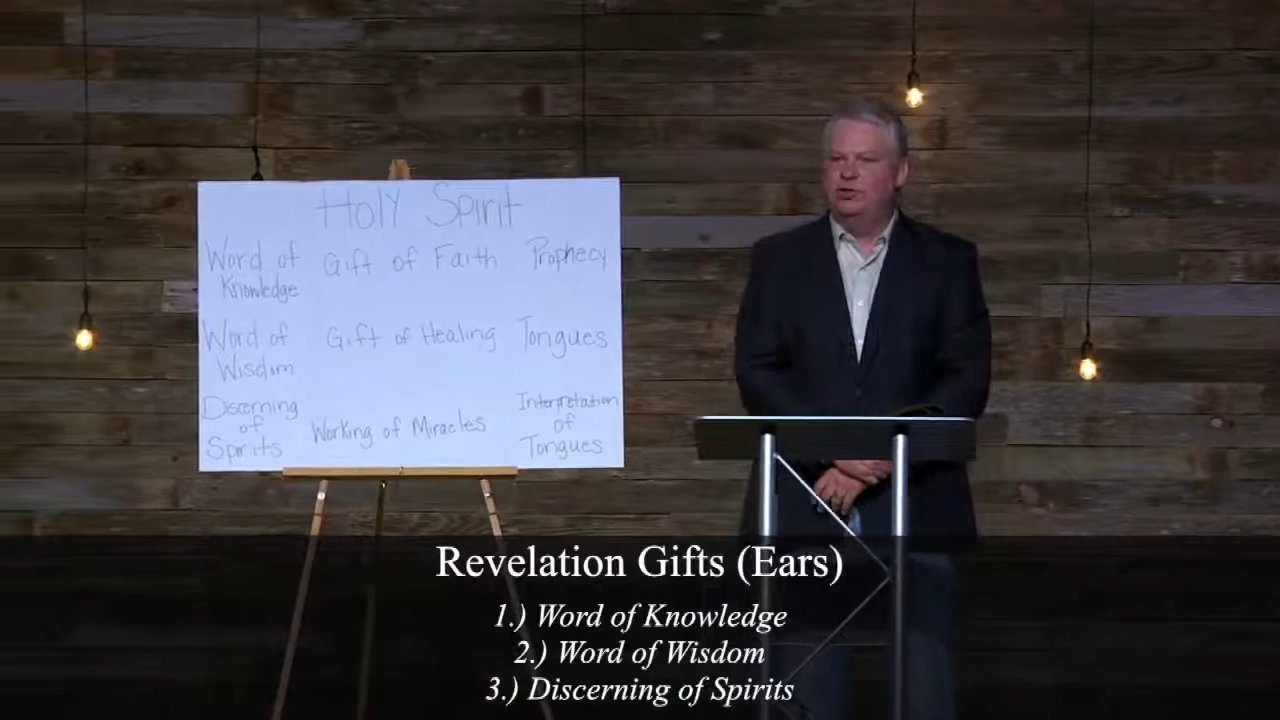 Holy Spirit
Word of
Knowledge
Gift of Faith
Prophecy
Word of
Wisdom
Gift of Healing
Tongues
Discerning
of
Spirits
Working of Miracles
Interpretation
of
Tongues
Revelation Gifts (Ears)
1.) Word of Knowledge
2.) Word of Wisdom
3.) Discerning of Spirits